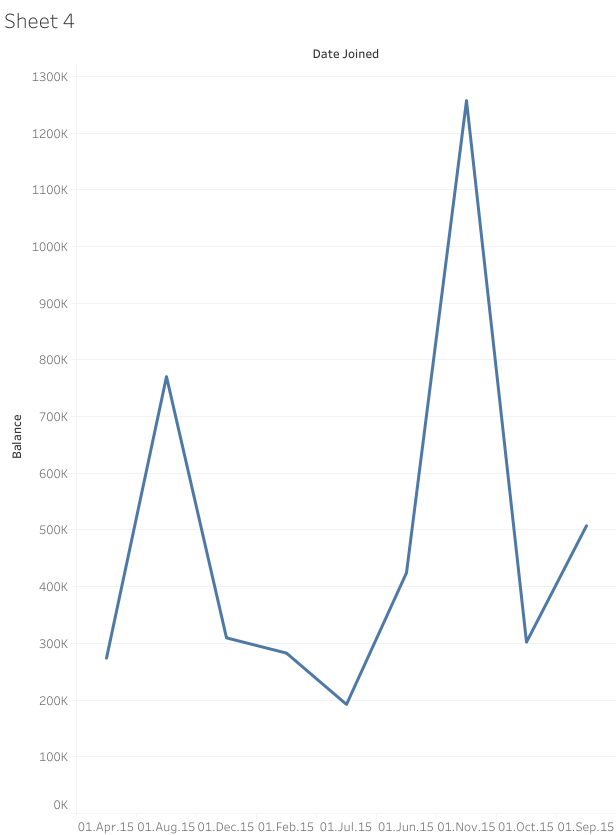 Sheet 4
Date Joined
1300K
1200K
1100K
1000K
900K
800K
700K
600K
500K
400K
300K
200K
100K
0K
Balance
01.Apr.15 01.Aug.15 01.Dec.15 01.Feb.15 01.Jul.15 01.Jun.15 01.Nov.15 01.Oct.15 01.Sep.15